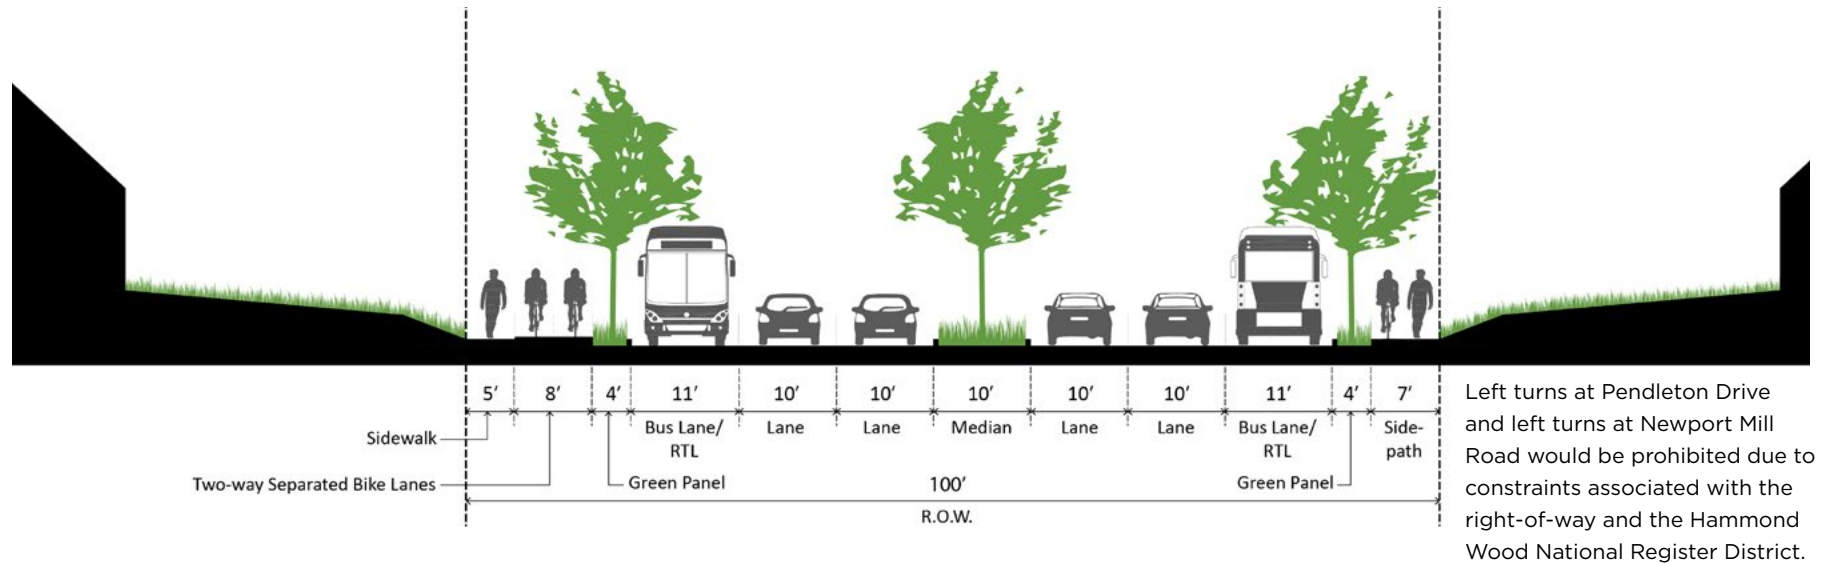 5’ 8’ 4’ 11’ 10’ 10’ 10’ 10’ 10’ 11’ 4’ 7’
Sidewalk
Two-way Separated Bike Lanes
Green Panel
Bus Lane/
RTL
Lane
Lane
Median
Lane
Lane
Bus Lane/
RTL
Green Panel
Side-
path
100’
R.O.W.
Left turns at Pendleton Drive
and left turns at Newport Mill
Road would be prohibited due to
constraints associated with the
right-of-way and the Hammond
Wood National Register District.